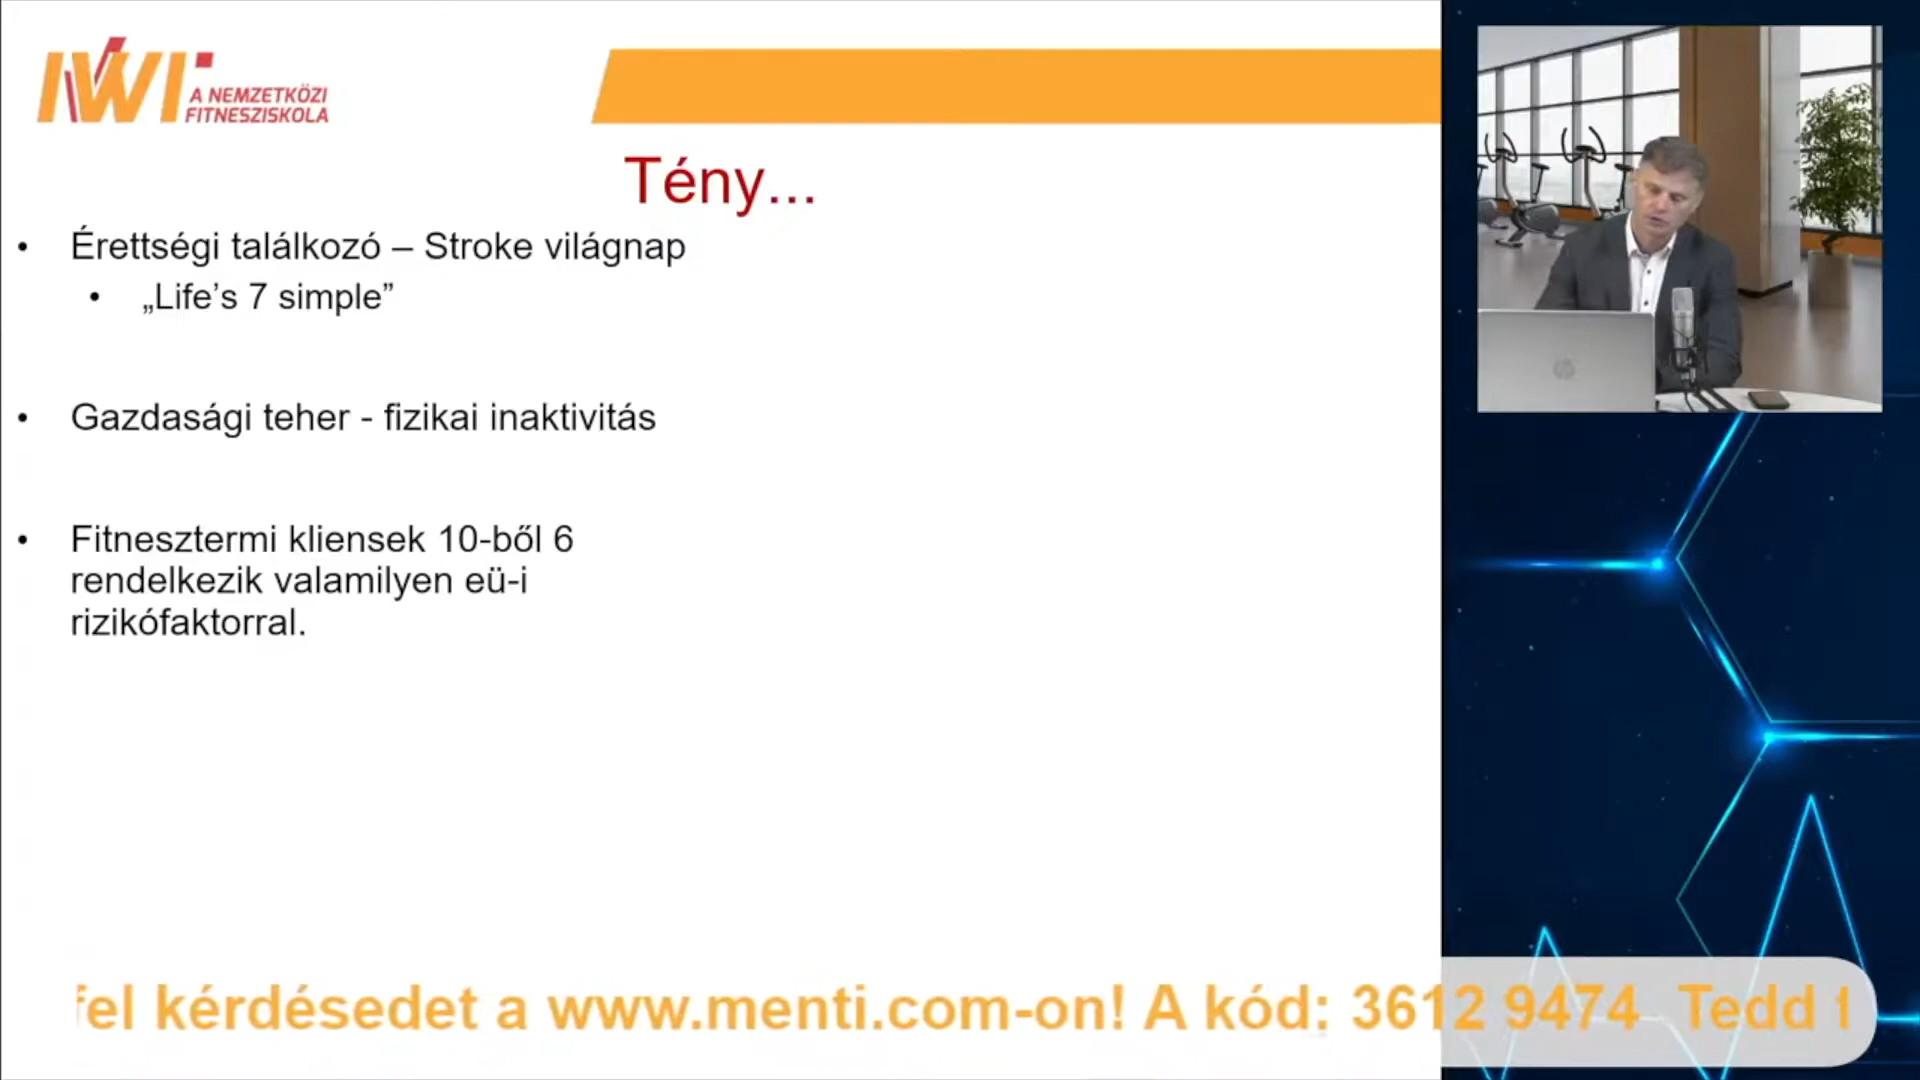 IWI
A NEMZETKÖZI
FITNESZISKOLA
Tény...
• Érettségi találkozó – Stroke világnap
• „Life’s 7 simple”
• Gazdasági teher - fizikai inaktivitás
• Fitnesztermi kliensek 10-ből 6
rendelkezik valamilyen eü-i
rizikófaktorral.
fel kérdésedet a www.menti.com-on! A kód: 3612 9474 Tedd f
hp